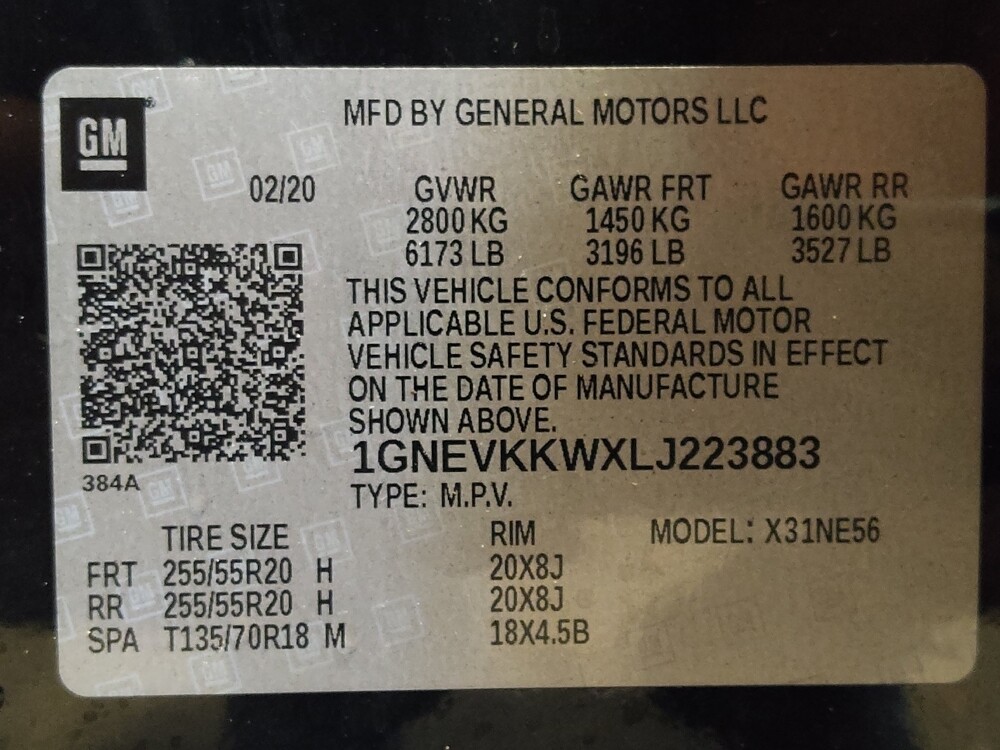 GM
MFD BY GENERAL MOTORS LLC
02/20 GVWR GAWR FRT GAWR RR
2800 KG 1450 KG 1600 KG
6173 LB 3196 LB 3527 LB
THIS VEHICLE CONFORMS TO ALL
APPLICABLE U.S. FEDERAL MOTOR
VEHICLE SAFETY STANDARDS IN EFFECT
ON THE DATE OF MANUFACTURE
SHOWN ABOVE.
1GNEVKKWXLJ223883
384A
TYPE: M.P.V.
TIRE SIZE RIM MODEL: X31NE56
FRT 255/55R20 H 20X8J
RR 255/55R20 H 20X8J
SPA T135/70R18 M 18X4.5B